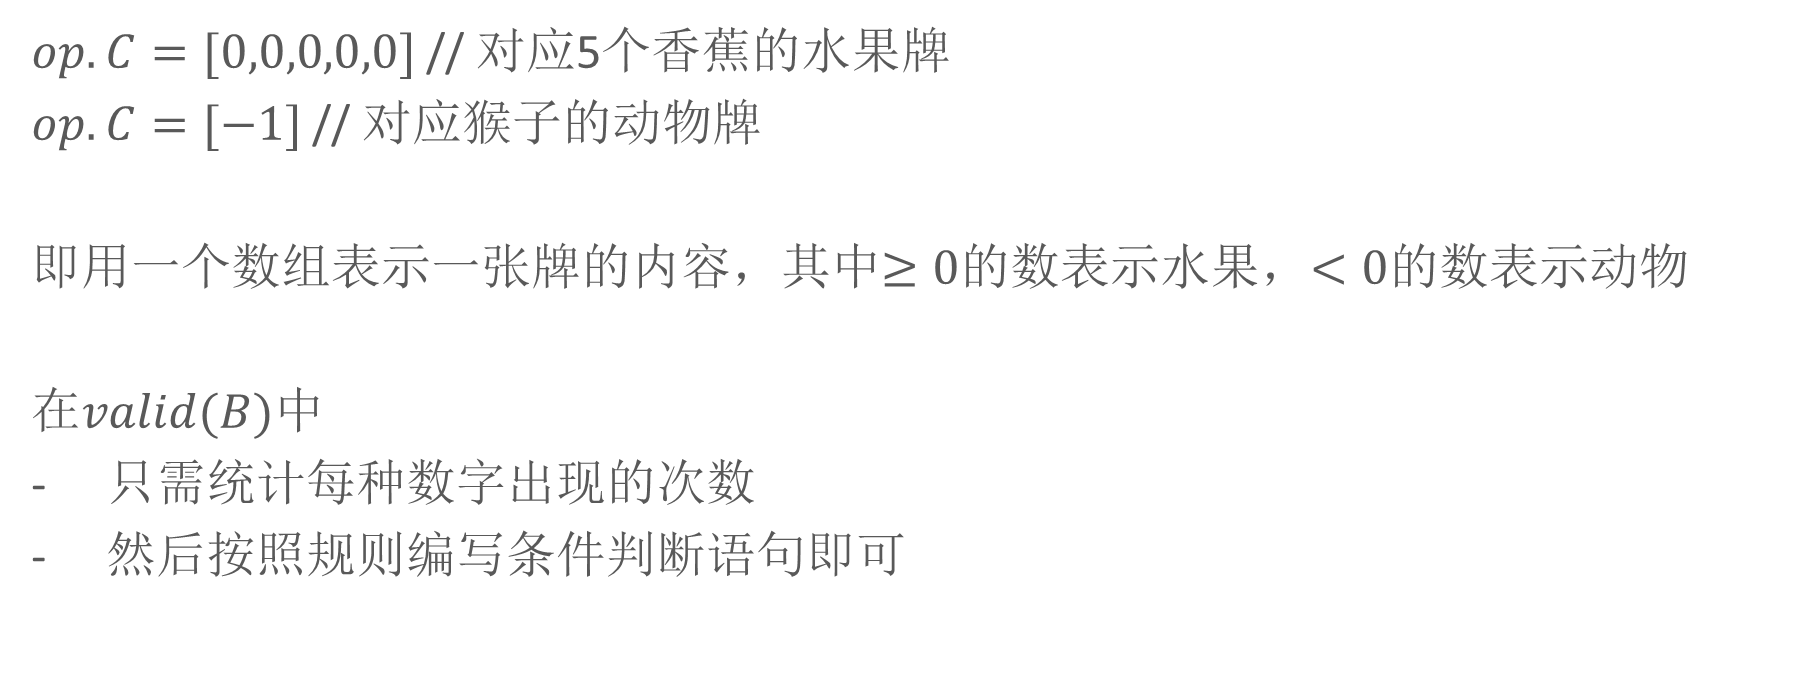 op. C = [0,0,0,0,0] // 对应5个香蕉的水果牌
op. C = [−1] // 对应猴子的动物牌
即用一个数组表示一张牌的内容，其中≥ 0的数表示水果，< 0的数表示动物
在valid(B)中
- 只需统计每种数字出现的次数
- 然后按照规则编写条件判断语句即可